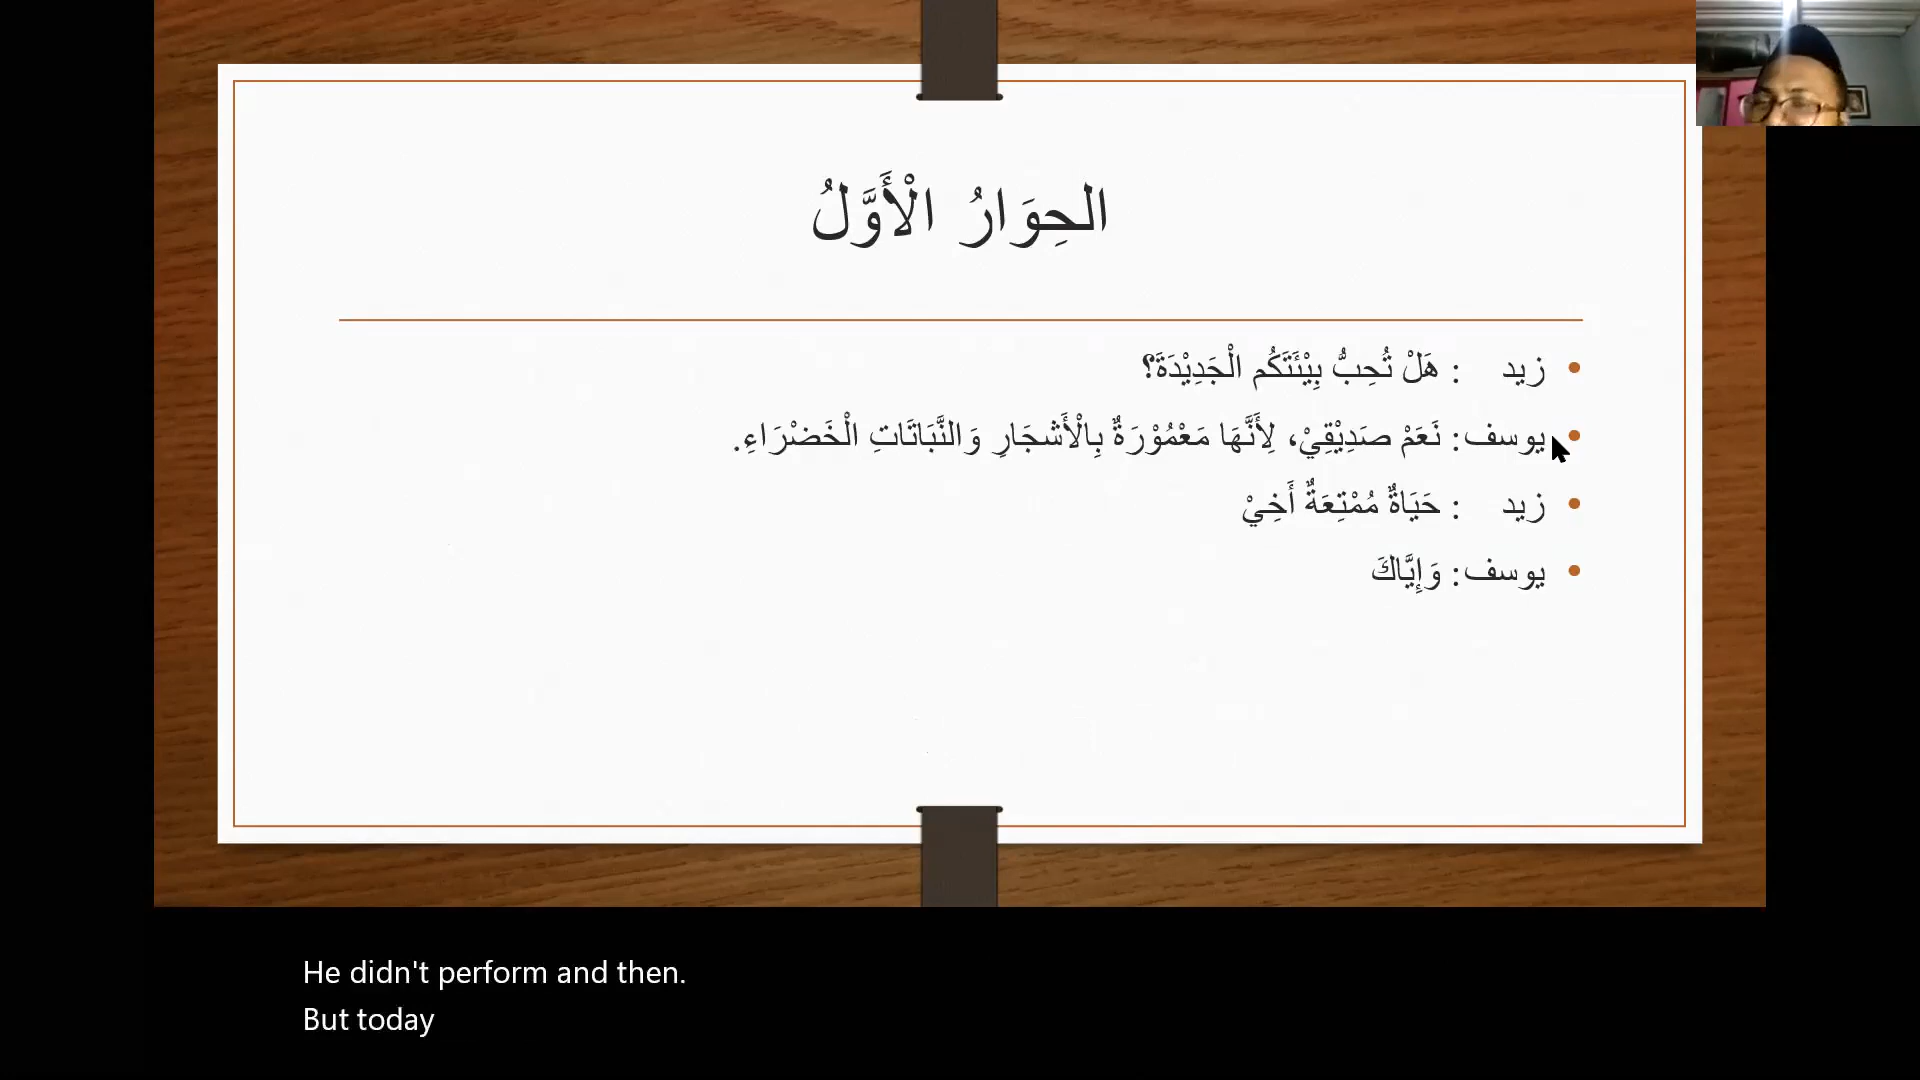 الحِوَارُ الْأَوَّلُ
زيد : هَلْ تُحِبُّ بِيْئَتَكُم الْجَدِيْدَةَ؟
يوسف: نَعَمْ صَدِيْقِيْ، لِأَنَّهَا مَعْمُوْرَةٌ بِالْأَشجَارِ وَالنَّبَاتَاتِ الْخَضْرَاءِ.
زيد : حَيَاةٌ مُمْتِعَةٌ أَخِيْ
يوسف: وَإِيَّاكَ
He didn't perform and then.
But today